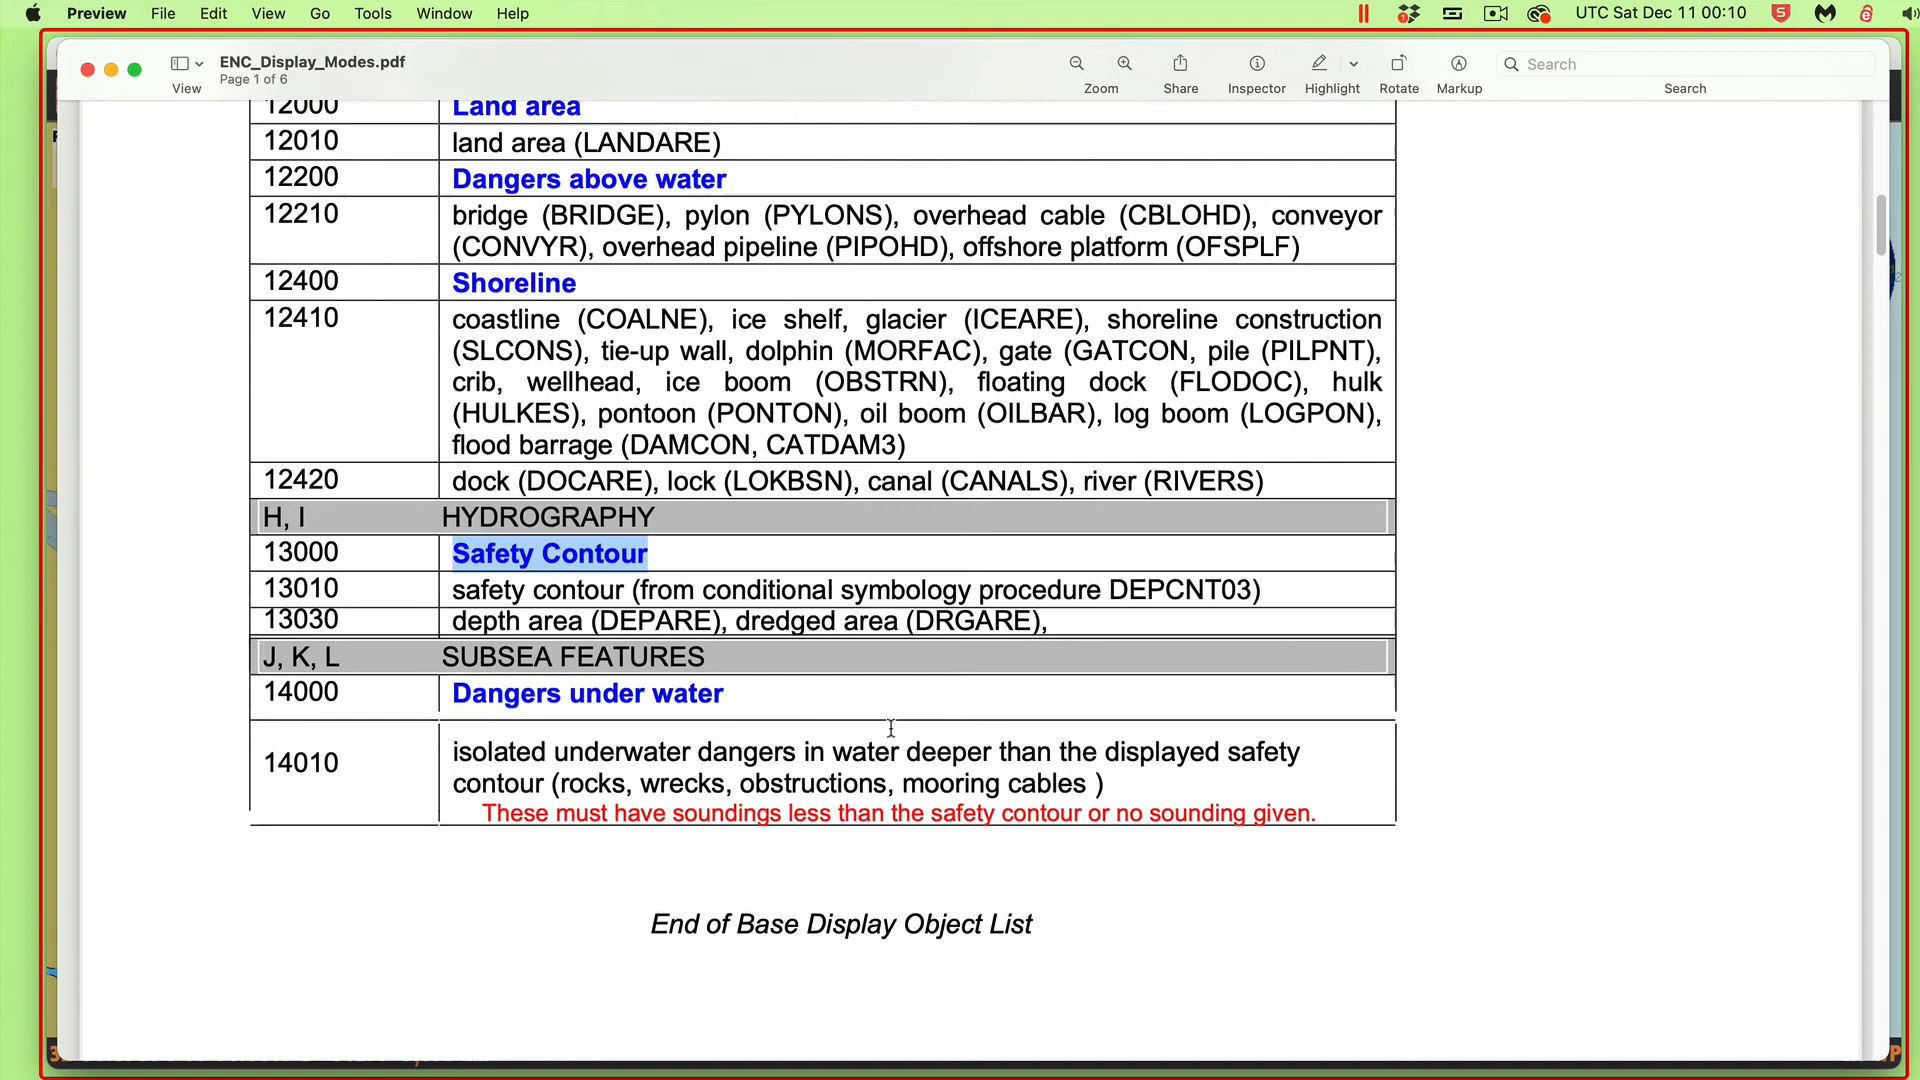 Preview File Edit View Go Tools Window Help UTC Sat Dec 11 00:10
ENC_Display_Modes.pdf
Page 1 of 6
View Zoom Share Inspector Highlight Rotate Markup Search
Search
12000 Land area
12010 land area (LANDARE)
12200 Dangers above water
12210 bridge (BRIDGE), pylon (PYLONS), overhead cable (CBLOHD), conveyor
(CONVYR), overhead pipeline (PIPOHD), offshore platform (OFSPLF)
12400 Shoreline
12410 coastline (COALNE), ice shelf, glacier (ICEARE), shoreline construction
(SLCONS), tie-up wall, dolphin (MORFAC), gate (GATCON, pile (PILPNT),
crib, wellhead, ice boom (OBSTRN), floating dock (FLODOC), hulk
(HULKES), pontoon (PONTON), oil boom (OILBAR), log boom (LOGPON),
flood barrage (DAMCON, CATDAM3)
12420 dock (DOCARE), lock (LOKBSN), canal (CANALS), river (RIVERS)
H, I HYDROGRAPHY
13000 Safety Contour
13010 safety contour (from conditional symbology procedure DEPCNT03)
13030 depth area (DEPARE), dredged area (DRGARE),
J, K, L SUBSEA FEATURES
14000 Dangers under water
14010 isolated underwater dangers in water deeper than the displayed safety
contour (rocks, wrecks, obstructions, mooring cables )
These must have soundings less than the safety contour or no sounding given.
End of Base Display Object List